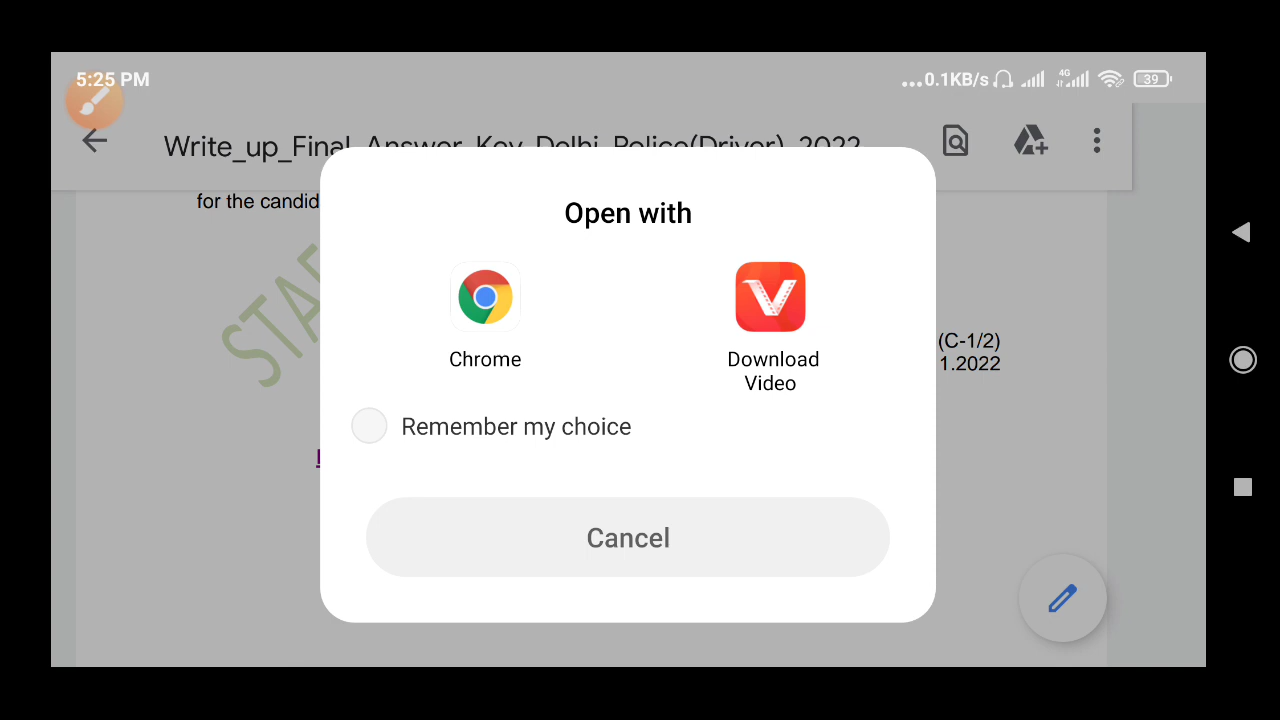 5:25 PM
...0.1KB/s 4G 39
Write_up_Final_Answer_Key_Delhi_Police(Driver)_2022
for the candid
Open with
STAF
Chrome
Download
Video
(C-1/2)
1.2022
Remember my choice
Cancel